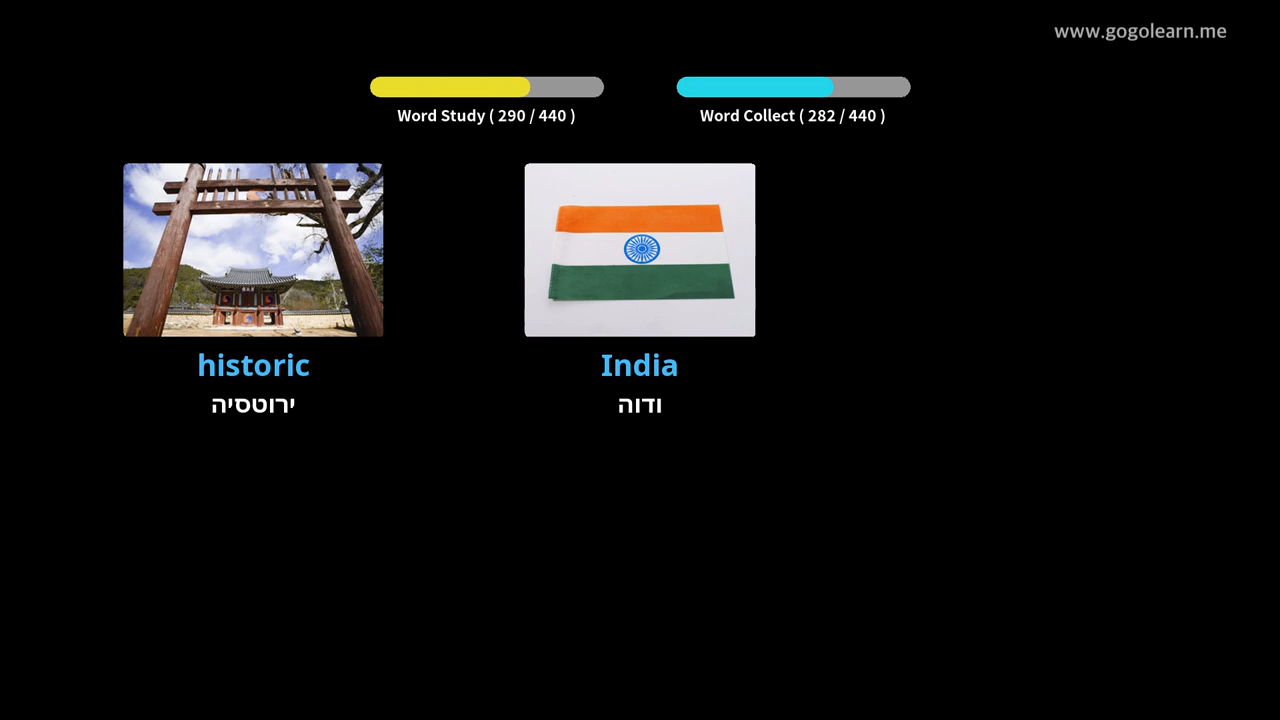 www.gogolearn.me
Word Study ( 290 / 440 )
Word Collect ( 282 / 440 )
historic
ירוטסיה
India
ודוה